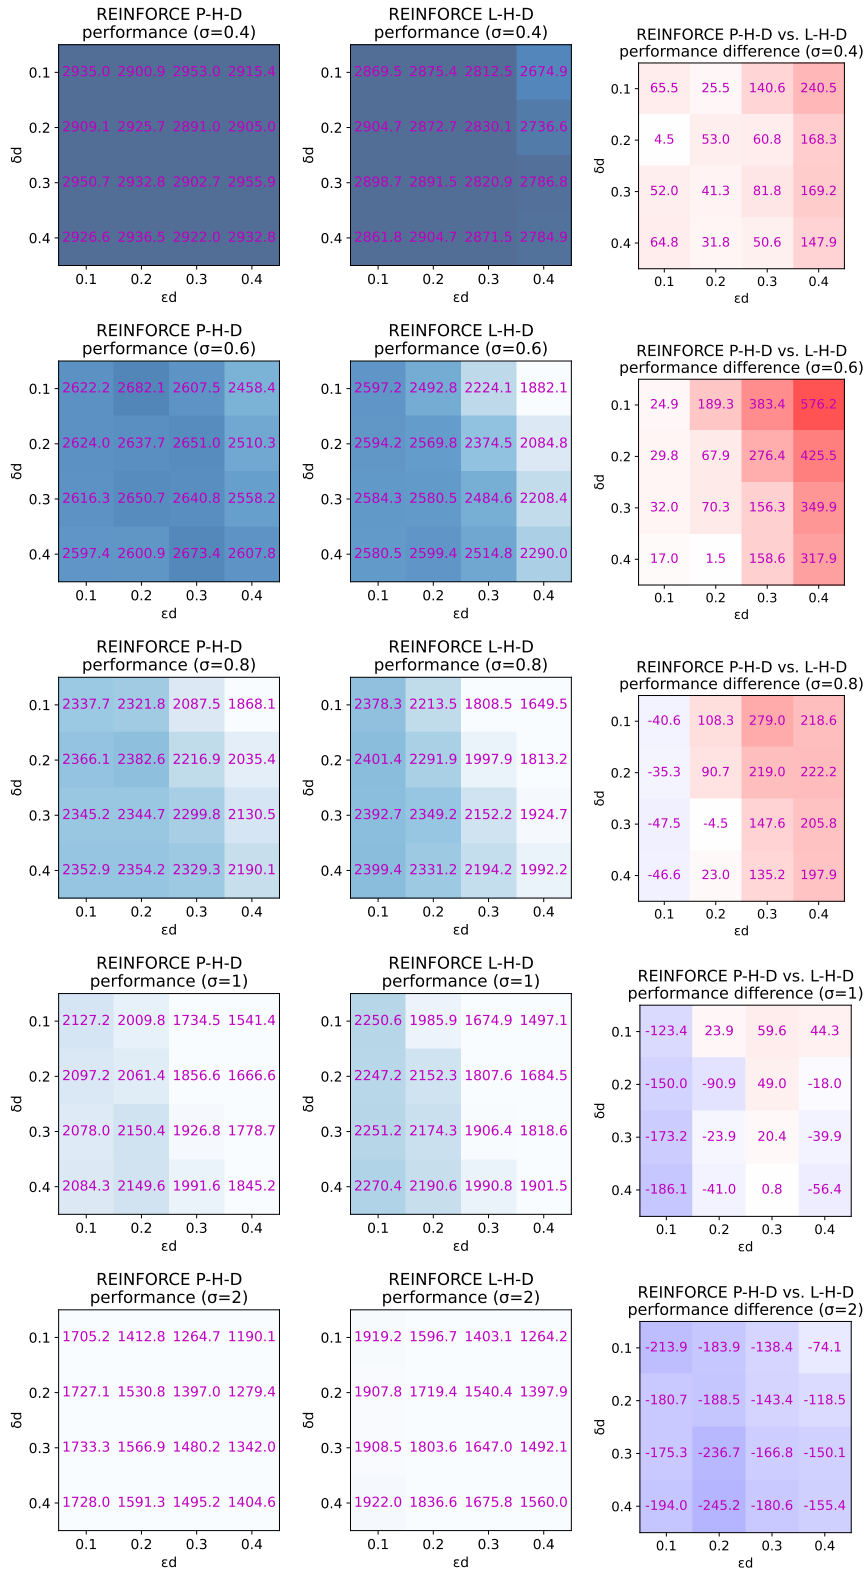 REINFORCE P-H-D
performance (σ=0.4)
0.1 2935.0 2900.9 2953.0 2915.4
0.2 2909.1 2925.7 2891.0 2905.0
0.3 2950.7 2932.8 2902.7 2955.9
0.4 2926.6 2936.5 2922.0 2932.8
δd
0.1 0.2 0.3 0.4
εd
REINFORCE L-H-D
performance (σ=0.4)
0.1 2869.5 2875.4 2812.5 2674.9
0.2 2904.7 2872.7 2830.1 2736.6
0.3 2898.7 2891.5 2820.9 2786.8
0.4 2861.8 2904.7 2871.5 2784.9
δd
0.1 0.2 0.3 0.4
εd
REINFORCE P-H-D vs. L-H-D
performance difference (σ=0.4)
0.1 65.5 25.5 140.6 240.5
0.2 4.5 53.0 60.8 168.3
0.3 52.0 41.3 81.8 169.2
0.4 64.8 31.8 50.6 147.9
δd
0.1 0.2 0.3 0.4
εd
REINFORCE P-H-D
performance (σ=0.6)
0.1 2622.2 2682.1 2607.5 2458.4
0.2 2624.0 2637.7 2651.0 2510.3
0.3 2616.3 2650.7 2640.8 2558.2
0.4 2597.4 2600.9 2673.4 2607.8
δd
0.1 0.2 0.3 0.4
εd
REINFORCE L-H-D
performance (σ=0.6)
0.1 2597.2 2492.8 2224.1 1882.1
0.2 2594.2 2569.8 2374.5 2084.8
0.3 2584.3 2580.5 2484.6 2208.4
0.4 2580.5 2599.4 2514.8 2290.0
δd
0.1 0.2 0.3 0.4
εd
REINFORCE P-H-D vs. L-H-D
performance difference (σ=0.6)
0.1 24.9 189.3 383.4 576.2
0.2 29.8 67.9 276.4 425.5
0.3 32.0 70.3 156.3 349.9
0.4 17.0 1.5 158.6 317.9
δd
0.1 0.2 0.3 0.4
εd
REINFORCE P-H-D
performance (σ=0.8)
0.1 2337.7 2321.8 2087.5 1868.1
0.2 2366.1 2382.6 2216.9 2035.4
0.3 2345.2 2344.7 2299.8 2130.5
0.4 2352.9 2354.2 2329.3 2190.1
δd
0.1 0.2 0.3 0.4
εd
REINFORCE L-H-D
performance (σ=0.8)
0.1 2378.3 2213.5 1808.5 1649.5
0.2 2401.4 2291.9 1997.9 1813.2
0.3 2392.7 2349.2 2152.2 1924.7
0.4 2399.4 2331.2 2194.2 1992.2
δd
0.1 0.2 0.3 0.4
εd
REINFORCE P-H-D vs. L-H-D
performance difference (σ=0.8)
0.1 -40.6 108.3 279.0 218.6
0.2 -35.3 90.7 219.0 222.2
0.3 -47.5 -4.5 147.6 205.8
0.4 -46.6 23.0 135.2 197.9
δd
0.1 0.2 0.3 0.4
εd
REINFORCE P-H-D
performance (σ=1)
0.1 2127.2 2009.8 1734.5 1541.4
0.2 2097.2 2061.4 1856.6 1666.6
0.3 2078.0 2150.4 1926.8 1778.7
0.4 2084.3 2149.6 1991.6 1845.2
δd
0.1 0.2 0.3 0.4
εd
REINFORCE L-H-D
performance (σ=1)
0.1 2250.6 1985.9 1674.9 1497.1
0.2 2247.2 2152.3 1807.6 1684.5
0.3 2251.2 2174.3 1906.4 1818.6
0.4 2270.4 2190.6 1990.8 1901.5
δd
0.1 0.2 0.3 0.4
εd
REINFORCE P-H-D vs. L-H-D
performance difference (σ=1)
0.1 -123.4 23.9 59.6 44.3
0.2 -150.0 -90.9 49.0 -18.0
0.3 -173.2 -23.9 20.4 -39.9
0.4 -186.1 -41.0 0.8 -56.4
δd
0.1 0.2 0.3 0.4
εd
REINFORCE P-H-D
performance (σ=2)
0.1 1705.2 1412.8 1264.7 1190.1
0.2 1727.1 1530.8 1397.0 1279.4
0.3 1733.3 1566.9 1480.2 1342.0
0.4 1728.0 1591.3 1495.2 1404.6
δd
0.1 0.2 0.3 0.4
εd
REINFORCE L-H-D
performance (σ=2)
0.1 1919.2 1596.7 1403.1 1264.2
0.2 1907.8 1719.4 1540.4 1397.9
0.3 1908.5 1803.6 1647.0 1492.1
0.4 1922.0 1836.6 1675.8 1560.0
δd
0.1 0.2 0.3 0.4
εd
REINFORCE P-H-D vs. L-H-D
performance difference (σ=2)
0.1 -213.9 -183.9 -138.4 -74.1
0.2 -180.7 -188.5 -143.4 -118.5
0.3 -175.3 -236.7 -166.8 -150.1
0.4 -194.0 -245.2 -180.6 -155.4
δd
0.1 0.2 0.3 0.4
εd